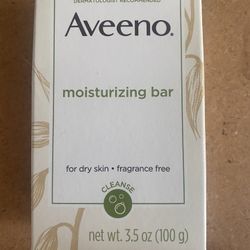 DERMATOLOGIST RECOMMENDED
Aveeno.
moisturizing bar
for dry skin • fragrance free
CLEANSE
net wt. 3.5 oz (100 g)